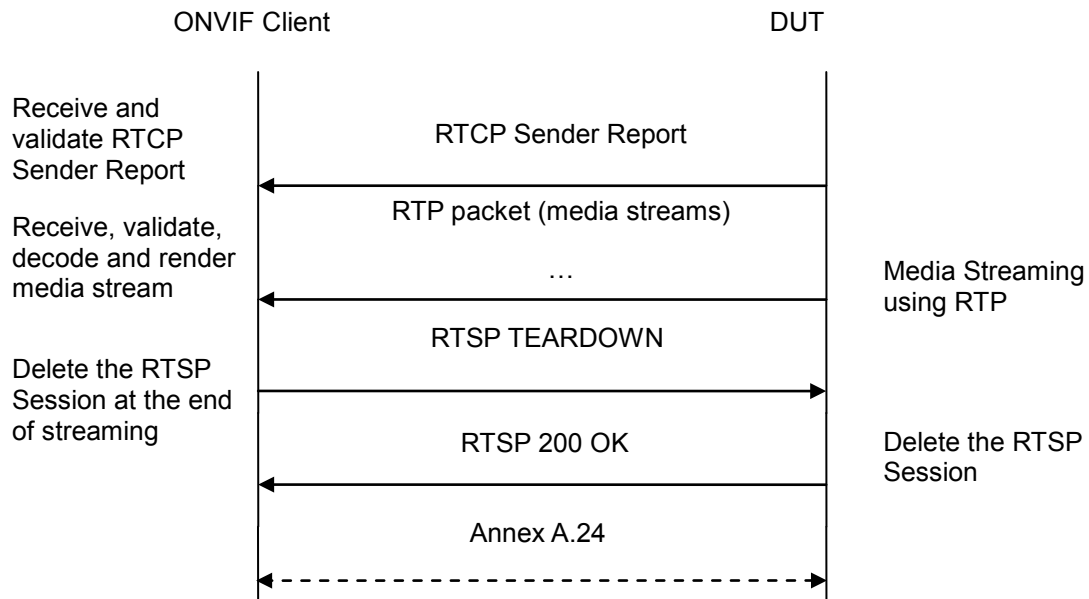 ONVIF Client
DUT
Receive and
validate RTCP
Sender Report
RTCP Sender Report
RTP packet (media streams)
Receive, validate,
decode and render
media stream
…
Media Streaming
using RTP
RTSP TEARDOWN
Delete the RTSP
Session at the end
of streaming
RTSP 200 OK
Delete the RTSP
Session
Annex A.24